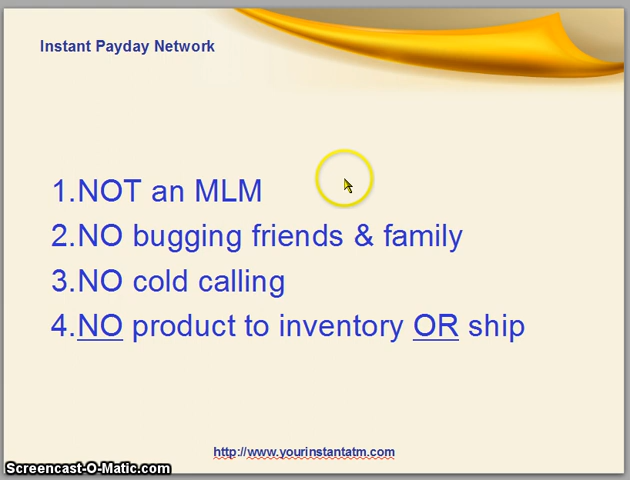 Instant Payday Network
1.NOT an MLM
2.NO bugging friends & family
3.NO cold calling
4.NO product to inventory OR ship
http://www.yourinstantatm.com
Screencast-O-Matic.com